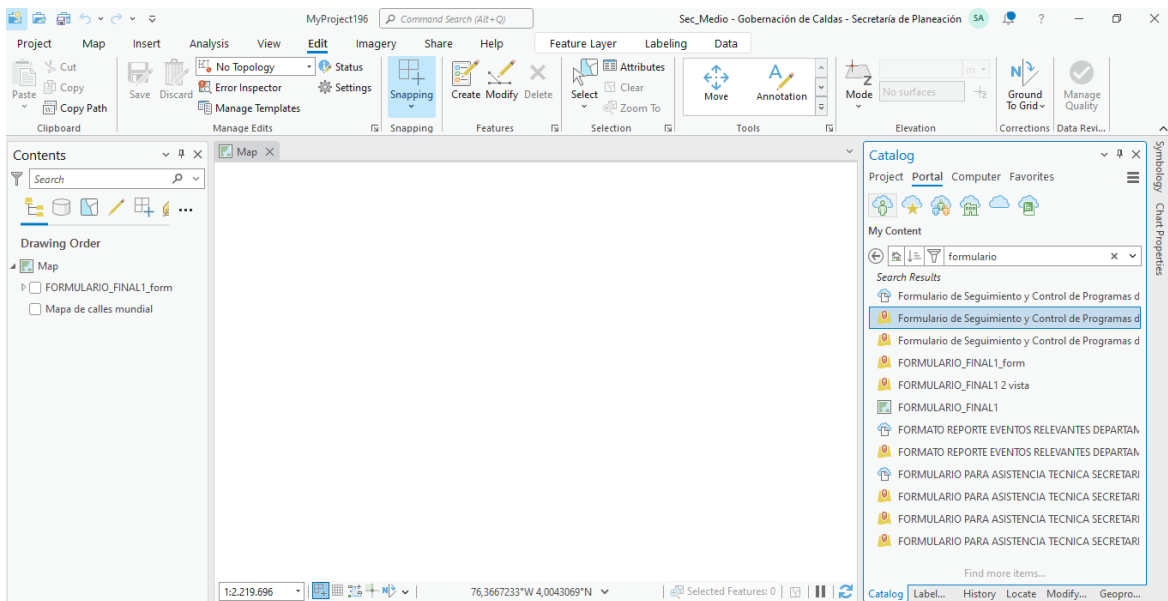 MyProject196 Command Search (Alt+Q) Sec_Medio - Gobernación de Caldas - Secretaría de Planeación SA ?
Project Map Insert Analysis View Edit Imagery Share Help Feature Layer Labeling Data
Paste
Cut
Copy
Copy Path
Clipboard
Save Discard
No Topology
Error Inspector
Manage Templates
Status
Settings
Manage Edits
Snapping
Snapping
Create Modify Delete
Features
Select
Attributes
Clear
Zoom To
Selection
Move
Annotation
Tools
Mode
Z
m
No surfaces
Elevation
Ground To Grid
Corrections
Manage Quality
Data Revi...
Contents
Search
Drawing Order
Map
FORMULARIO_FINAL1_form
Mapa de calles mundial
Map
1:2.219.696
76,3667233°W 4,0043069°N
Selected Features: 0
Catalog
Project Portal Computer Favorites
My Content
formulario
Search Results
Formulario de Seguimiento y Control de Programas d
Formulario de Seguimiento y Control de Programas d
Formulario de Seguimiento y Control de Programas d
FORMULARIO_FINAL1_form
FORMULARIO_FINAL1 2 vista
FORMULARIO_FINAL1
FORMATO REPORTE EVENTOS RELEVANTES DEPARTAM
FORMATO REPORTE EVENTOS RELEVANTES DEPARTAM
FORMULARIO PARA ASISTENCIA TECNICA SECRETARI
FORMULARIO PARA ASISTENCIA TECNICA SECRETARI
FORMULARIO PARA ASISTENCIA TECNICA SECRETARI
FORMULARIO PARA ASISTENCIA TECNICA SECRETARI
Find more items...
Catalog Label... History Locate Modify... Geopro...
Symbology
Chart Properties